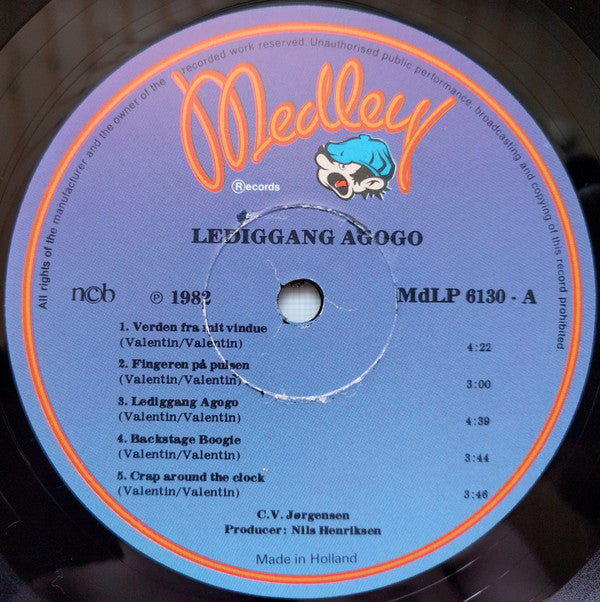 All rights of the manufacturer and the owner of the recorded work reserved. Unauthorised public performance, broadcasting and copying of this record prohibited.
Medley
Records
LEDIGGANG AGOGO
ncb ℗ 1982 MdLP 6130 - A
1. Verden fra mit vindue
(Valentin/Valentin) 4:22
2. Fingeren på pulsen
(Valentin/Valentin) 3:00
3. Lediggang Agogo
(Valentin/Valentin) 4:39
4. Backstage Boogie
(Valentin/Valentin) 3:44
5. Crap around the clock
(Valentin/Valentin) 3:46
C.V. Jørgensen
Producer: Nils Henriksen
Made in Holland